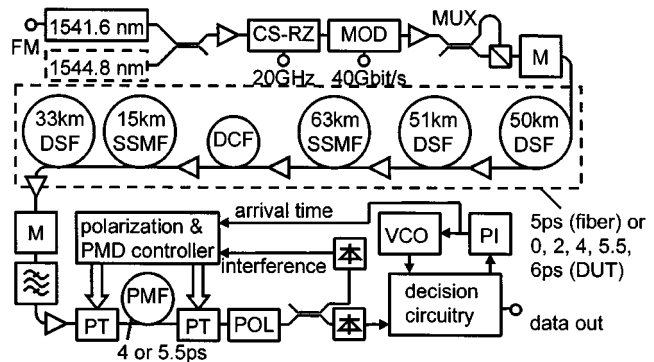 1541.6 nm
FM
1544.8 nm
CS-RZ
MOD
20GHz
40Gbit/s
MUX
M
33km
DSF
15km
SSMF
DCF
63km
SSMF
51km
DSF
50km
DSF
M
polarization &
PMD controller
arrival time
interference
VCO
PI
5ps (fiber) or
0, 2, 4, 5.5,
6ps (DUT)
PMF
PT
PT
POL
decision
circuitry
data out
4 or 5.5ps